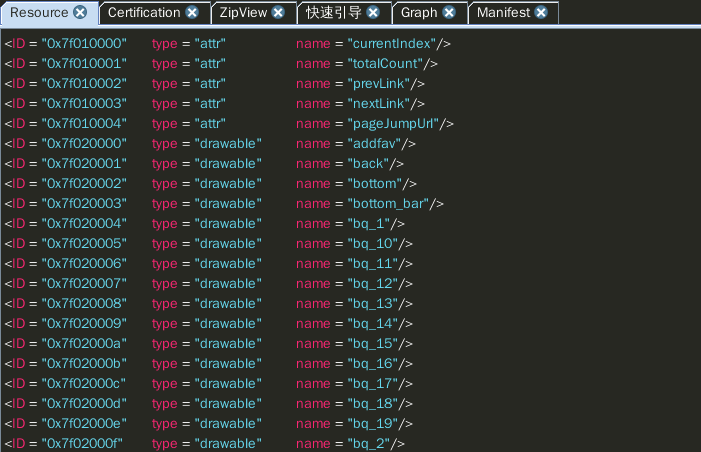 Resource Certification ZipView 快速引导 Graph Manifest
<ID = "0x7f010000" type = "attr" name = "currentIndex"/>
<ID = "0x7f010001" type = "attr" name = "totalCount"/>
<ID = "0x7f010002" type = "attr" name = "prevLink"/>
<ID = "0x7f010003" type = "attr" name = "nextLink"/>
<ID = "0x7f010004" type = "attr" name = "pageJumpUrl"/>
<ID = "0x7f020000" type = "drawable" name = "addfav"/>
<ID = "0x7f020001" type = "drawable" name = "back"/>
<ID = "0x7f020002" type = "drawable" name = "bottom"/>
<ID = "0x7f020003" type = "drawable" name = "bottom_bar"/>
<ID = "0x7f020004" type = "drawable" name = "bq_1"/>
<ID = "0x7f020005" type = "drawable" name = "bq_10"/>
<ID = "0x7f020006" type = "drawable" name = "bq_11"/>
<ID = "0x7f020007" type = "drawable" name = "bq_12"/>
<ID = "0x7f020008" type = "drawable" name = "bq_13"/>
<ID = "0x7f020009" type = "drawable" name = "bq_14"/>
<ID = "0x7f02000a" type = "drawable" name = "bq_15"/>
<ID = "0x7f02000b" type = "drawable" name = "bq_16"/>
<ID = "0x7f02000c" type = "drawable" name = "bq_17"/>
<ID = "0x7f02000d" type = "drawable" name = "bq_18"/>
<ID = "0x7f02000e" type = "drawable" name = "bq_19"/>
<ID = "0x7f02000f" type = "drawable" name = "bq_2"/>